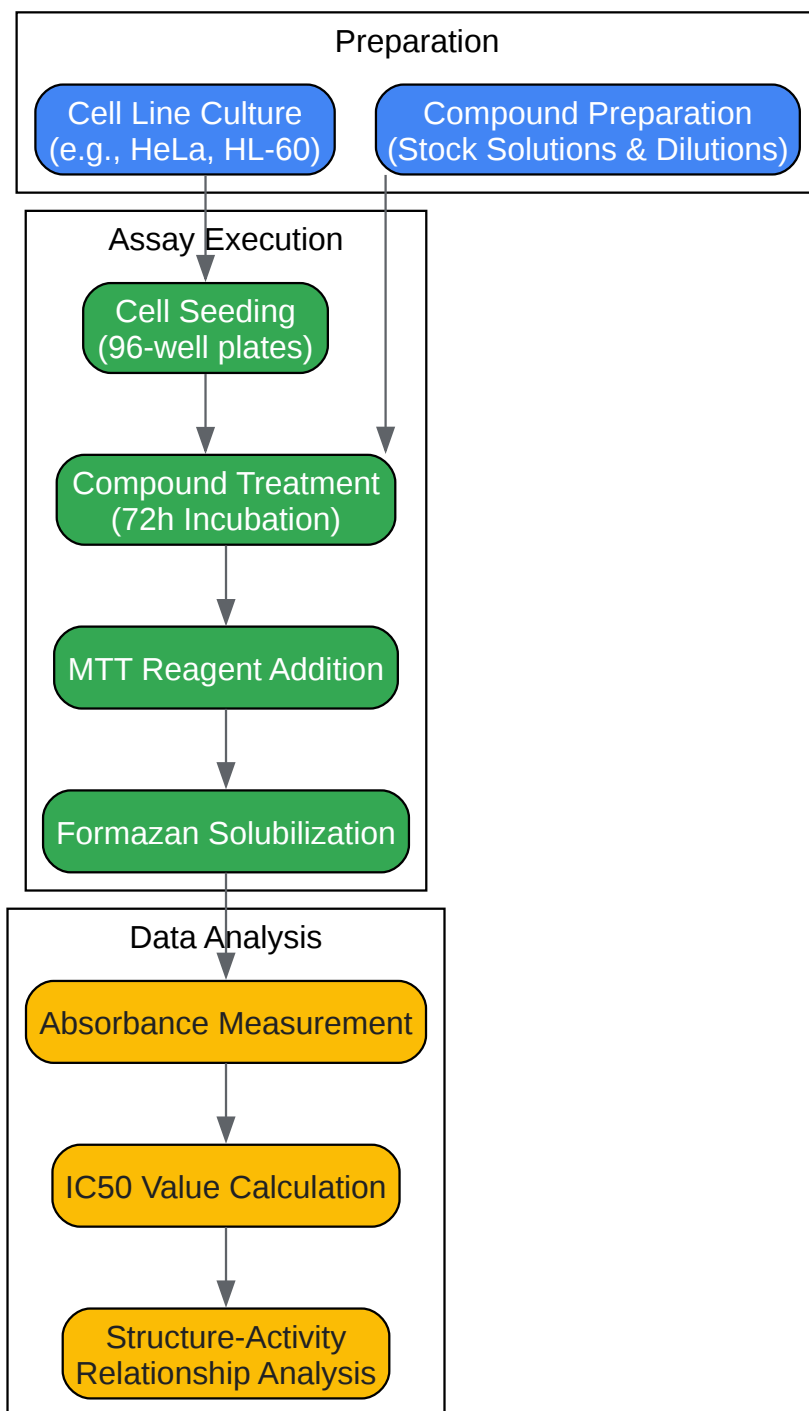 Preparation
Cell Line Culture
(e.g., HeLa, HL-60)
Compound Preparation
(Stock Solutions & Dilutions)
Assay Execution
Cell Seeding
(96-well plates)
Compound Treatment
(72h Incubation)
MTT Reagent Addition
Formazan Solubilization
Data Analysis
Absorbance Measurement
IC50 Value Calculation
Structure-Activity
Relationship Analysis